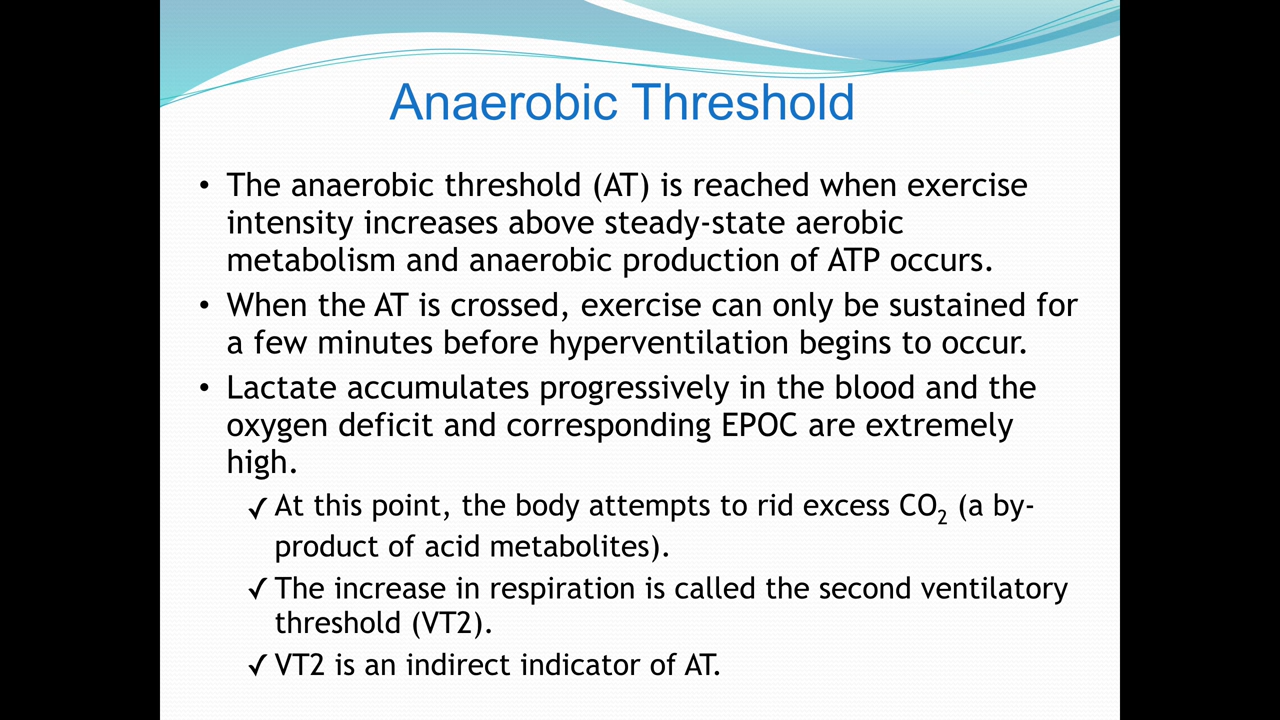 Anaerobic Threshold
• The anaerobic threshold (AT) is reached when exercise
intensity increases above steady-state aerobic
metabolism and anaerobic production of ATP occurs.
• When the AT is crossed, exercise can only be sustained for
a few minutes before hyperventilation begins to occur.
• Lactate accumulates progressively in the blood and the
oxygen deficit and corresponding EPOC are extremely
high.
✓ At this point, the body attempts to rid excess CO₂ (a by-
product of acid metabolites).
✓ The increase in respiration is called the second ventilatory
threshold (VT2).
✓ VT2 is an indirect indicator of AT.